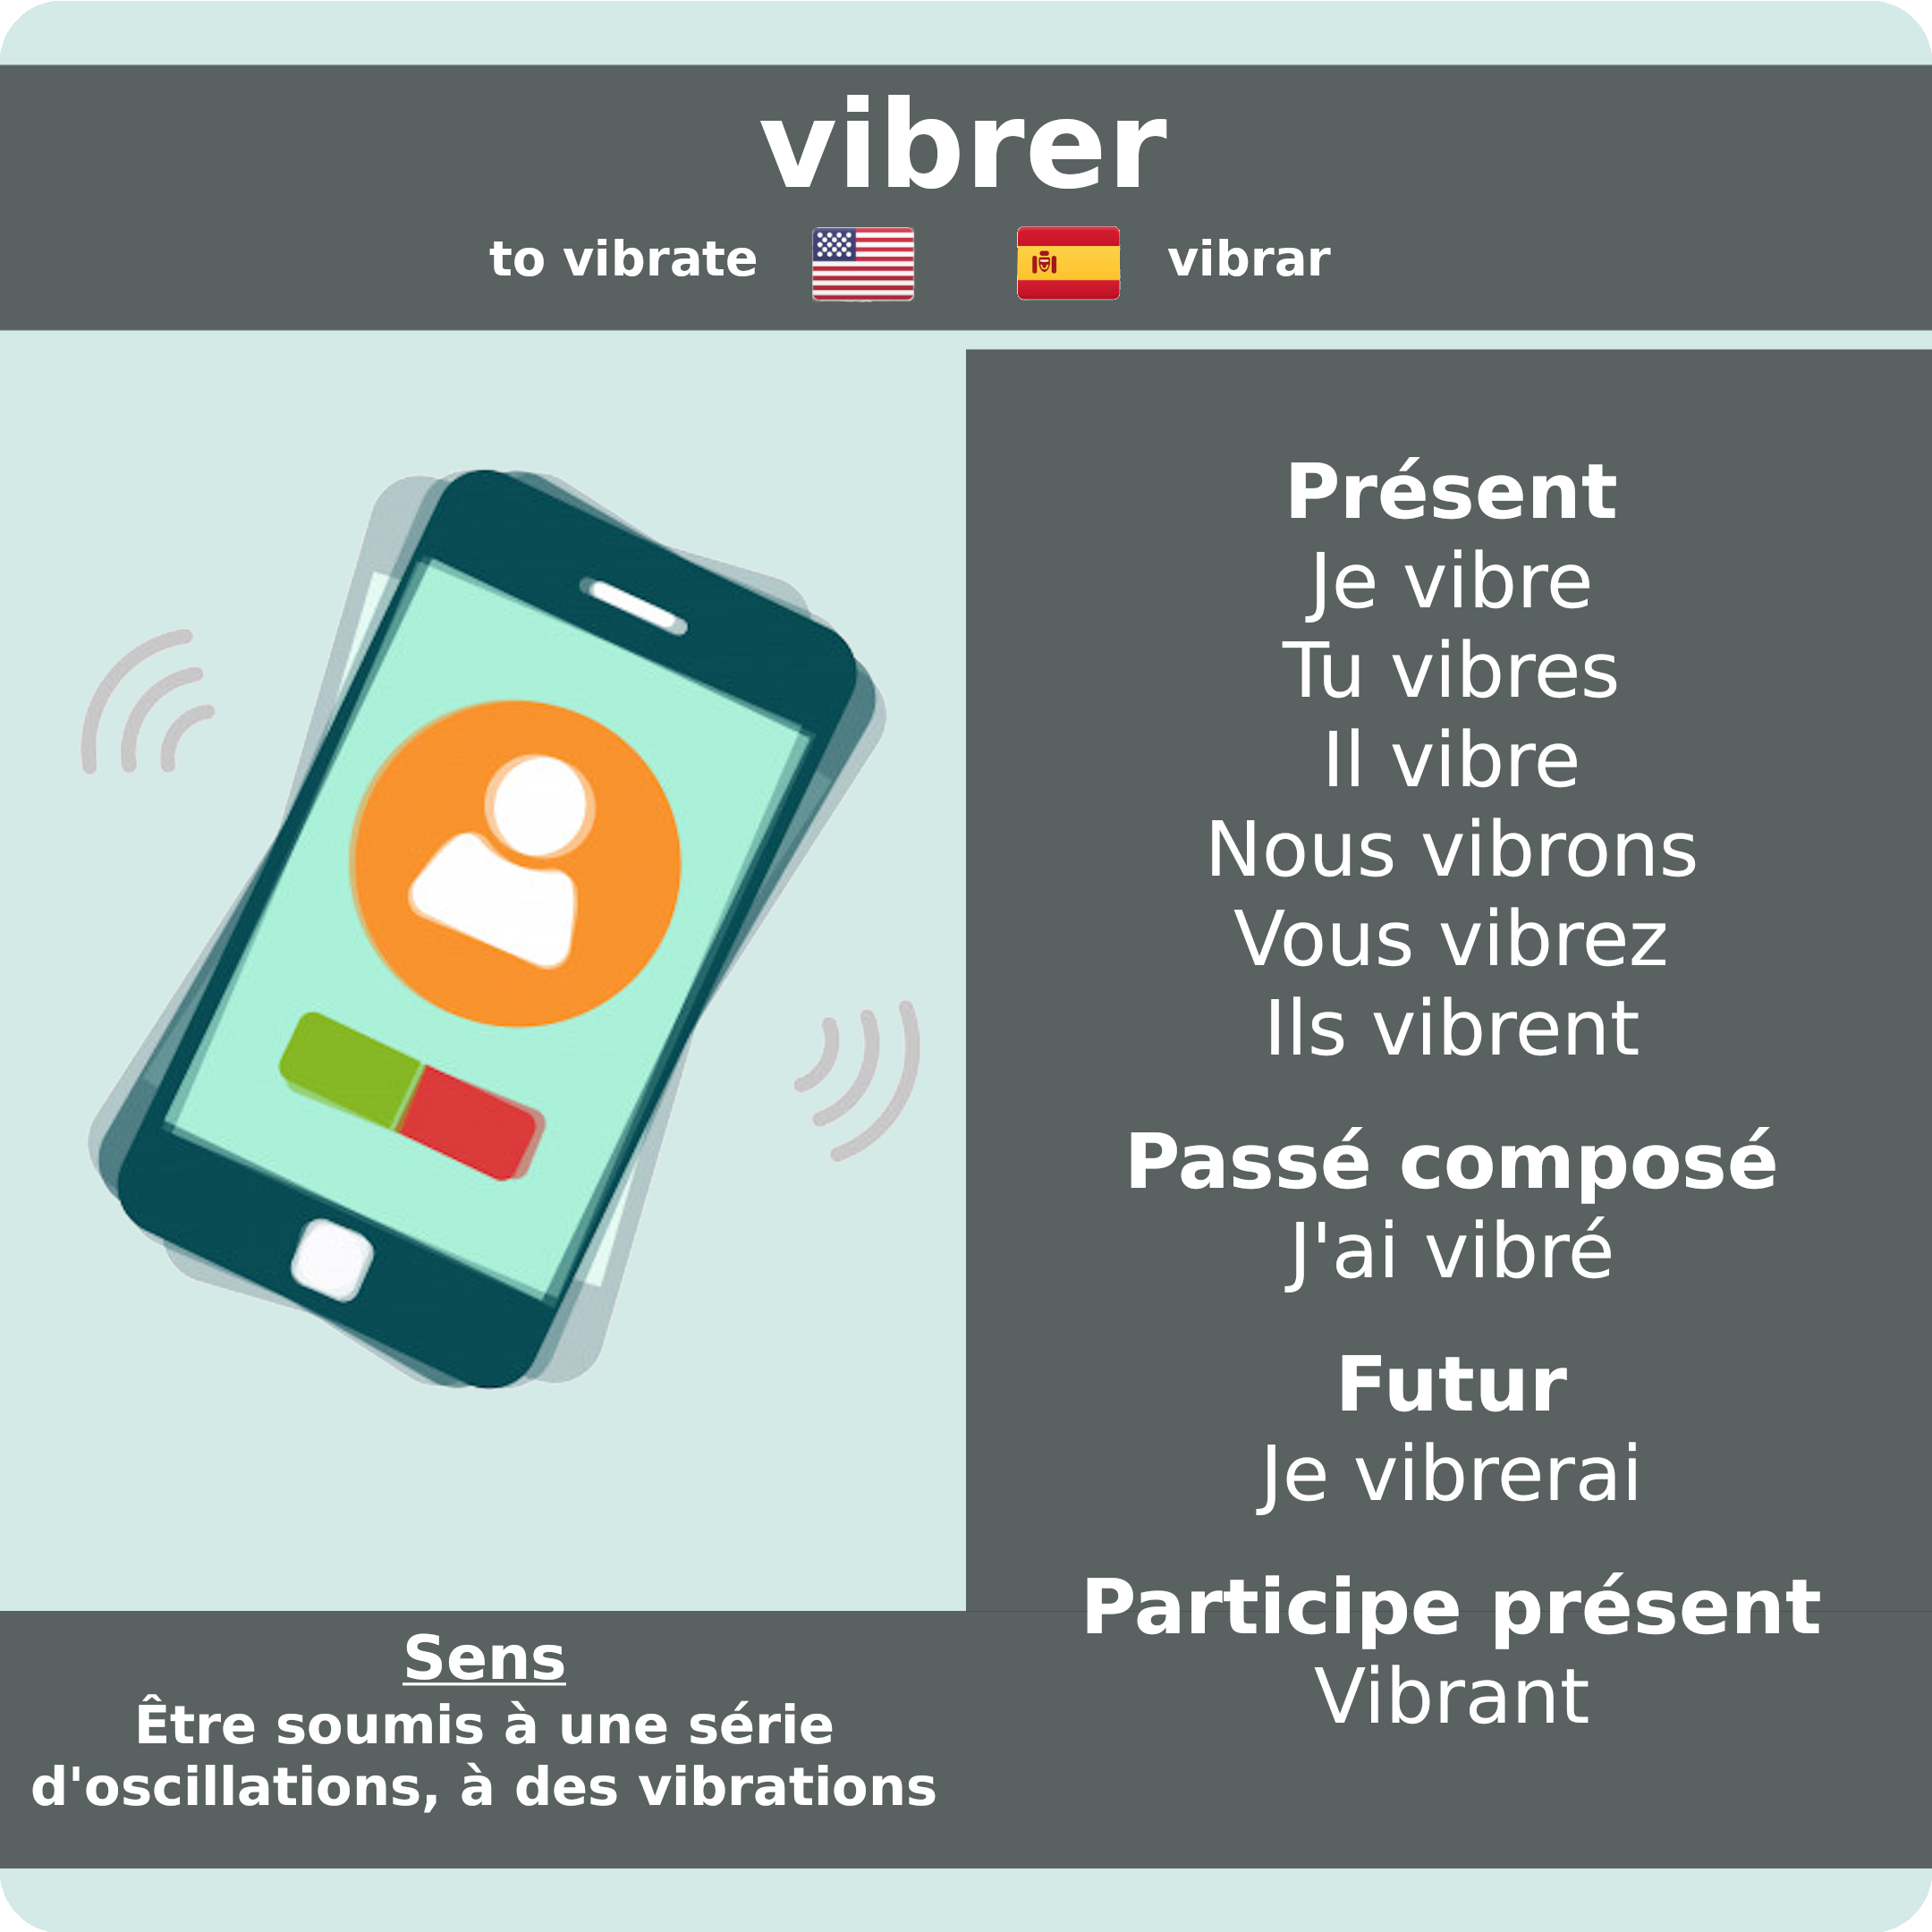 vibrer
to vibrate
vibrar
Présent
Je vibre
Tu vibres
Il vibre
Nous vibrons
Vous vibrez
Ils vibrent
Passé composé
J'ai vibré
Futur
Je vibrerai
Participe présent
Vibrant
Sens
Être soumis à une série
d'oscillations, à des vibrations